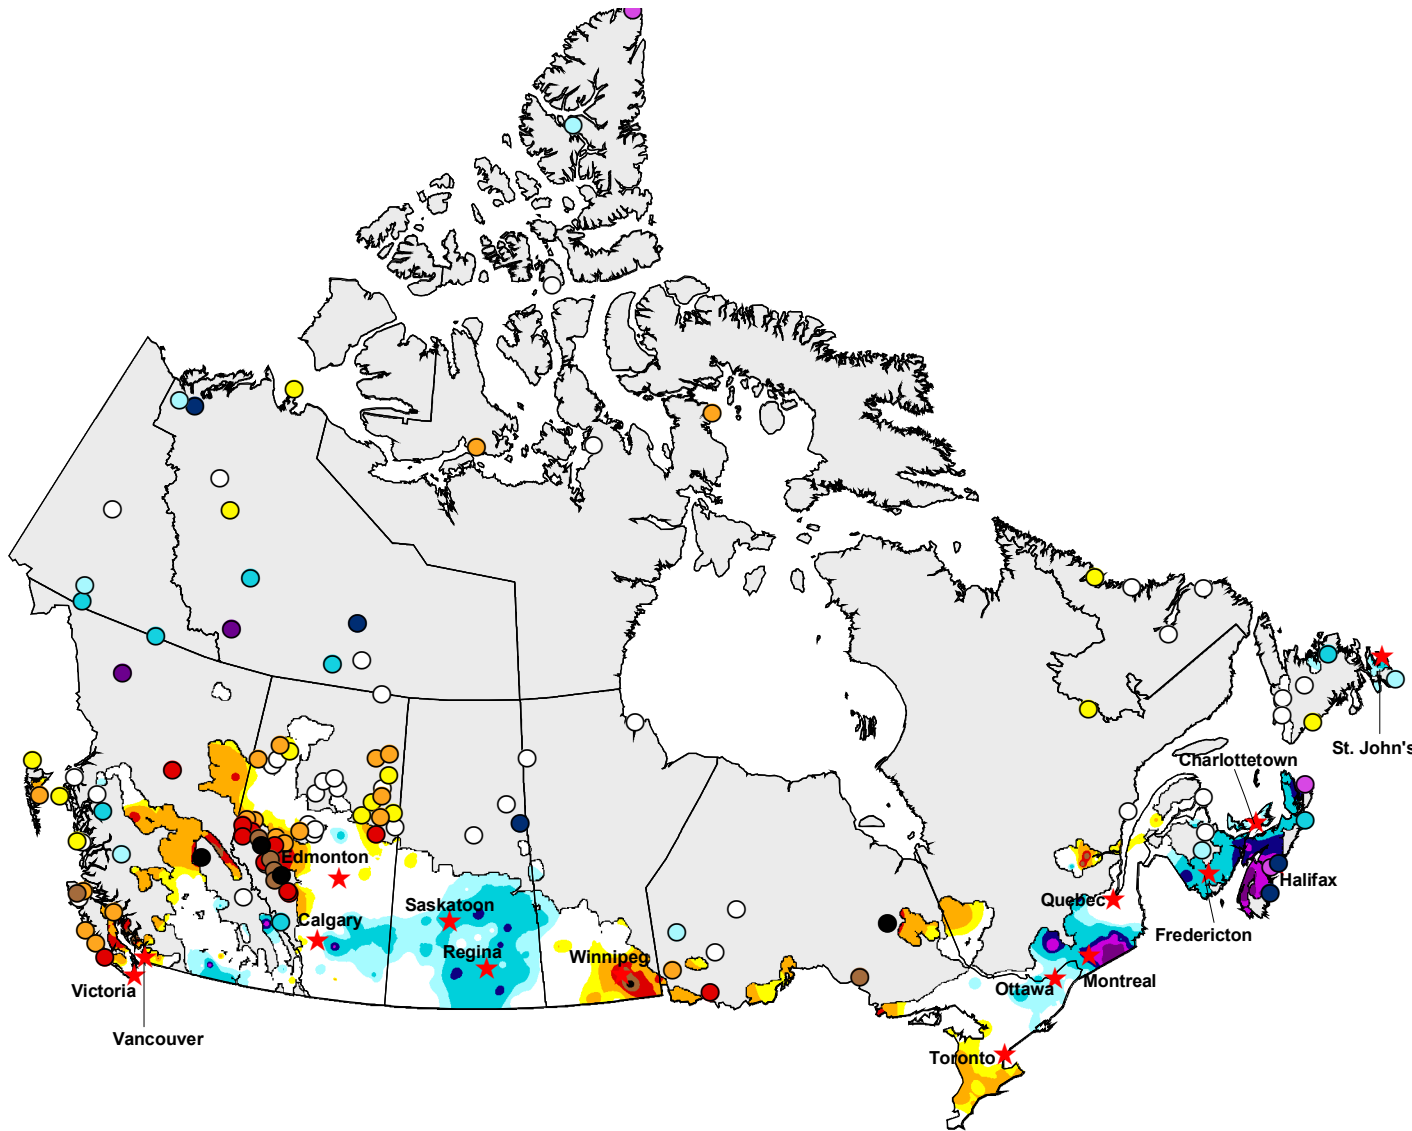 St. John's
Charlottetown
Edmonton
Halifax
Quebec
Saskatoon
Calgary
Fredericton
Regina
Winnipeg
Montreal
Ottawa
Victoria
Vancouver
Toronto